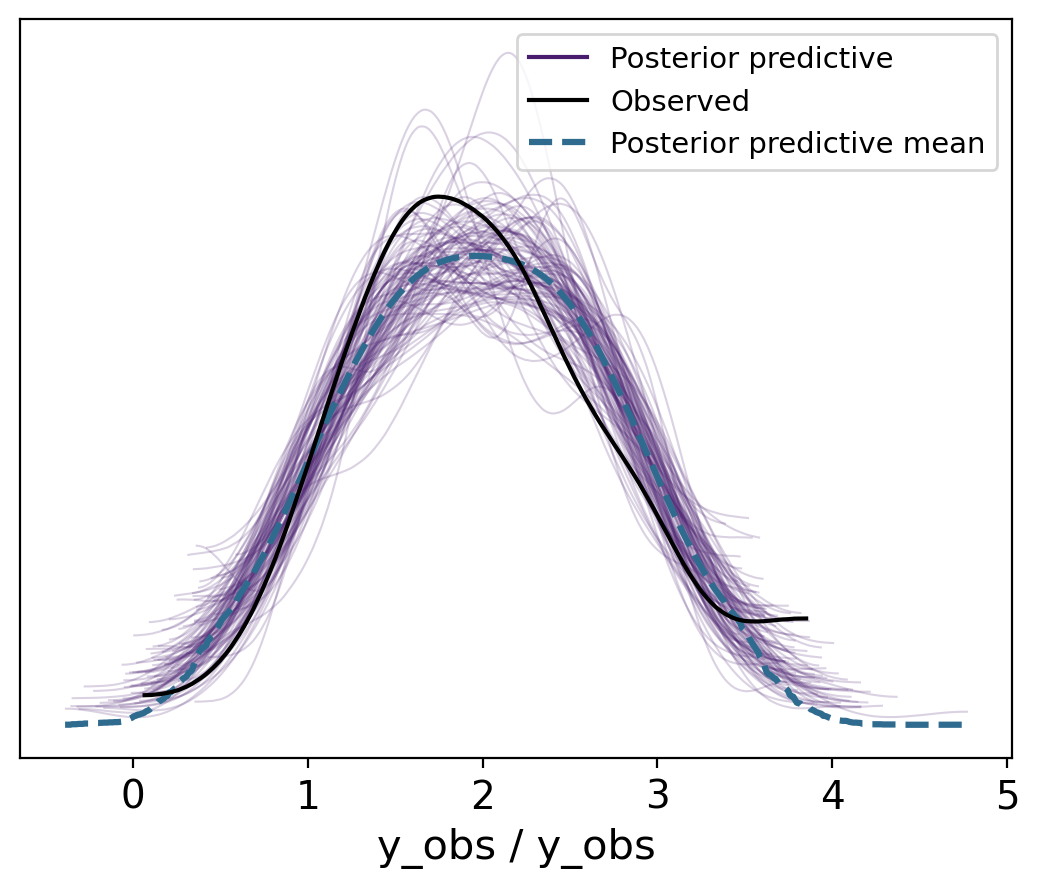 Posterior predictive
Observed
Posterior predictive mean
0 1 2 3 4 5
y_obs / y_obs